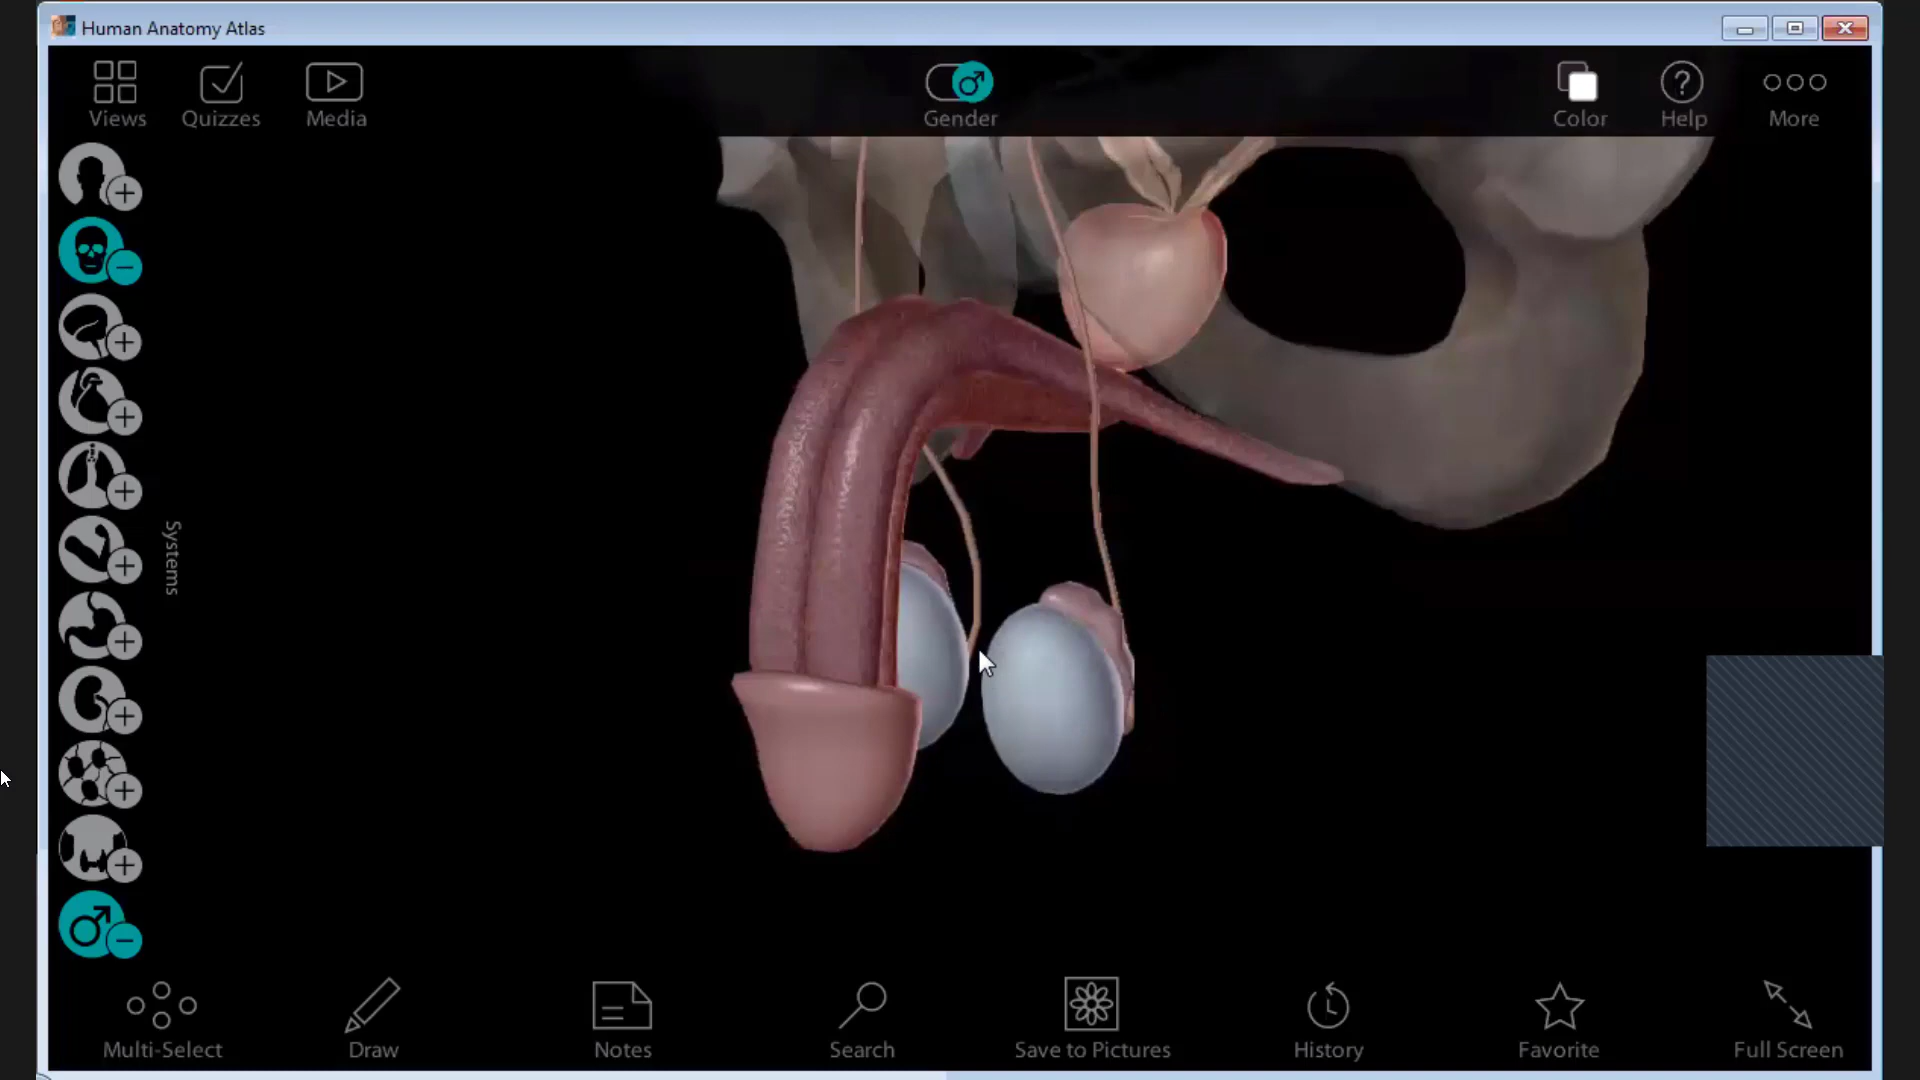 Human Anatomy Atlas
Views
Quizzes
Media
Gender
Color
Help
More
Systems
Multi-Select
Draw
Notes
Search
Save to Pictures
History
Favorite
Full Screen